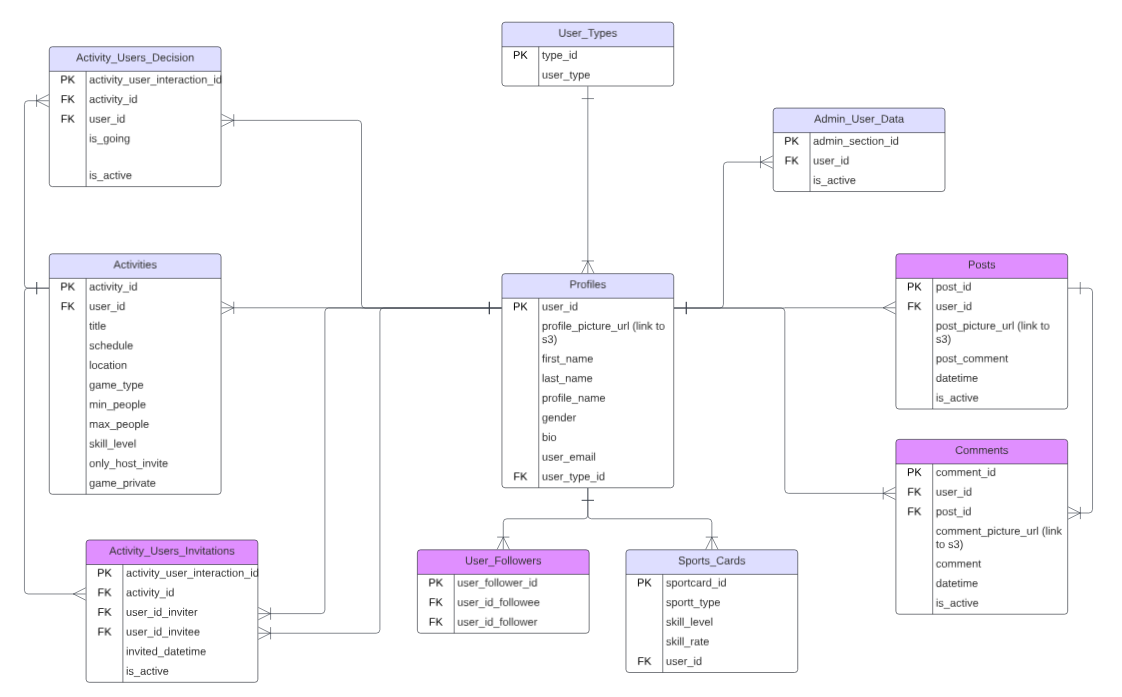 User_Types
PK type_id
user_type
Activity_Users_Decision
PK activity_user_interaction_id
FK activity_id
FK user_id
is_going
is_active
Admin_User_Data
PK admin_section_id
FK user_id
is_active
Activities
PK activity_id
FK user_id
title
schedule
location
game_type
min_people
max_people
skill_level
only_host_invite
game_private
Profiles
PK user_id
profile_picture_url (link to
s3)
first_name
last_name
profile_name
gender
bio
user_email
FK user_type_id
Posts
PK post_id
FK user_id
post_picture_url (link to
s3)
post_comment
datetime
is_active
Comments
PK comment_id
FK user_id
FK post_id
comment_picture_url (link
to s3)
comment
datetime
is_active
Activity_Users_Invitations
PK activity_user_interaction_id
FK activity_id
FK user_id_inviter
FK user_id_invitee
invited_datetime
is_active
User_Followers
PK user_follower_id
FK user_id_followee
FK user_id_follower
Sports_Cards
PK sportcard_id
sportt_type
skill_level
skill_rate
FK user_id